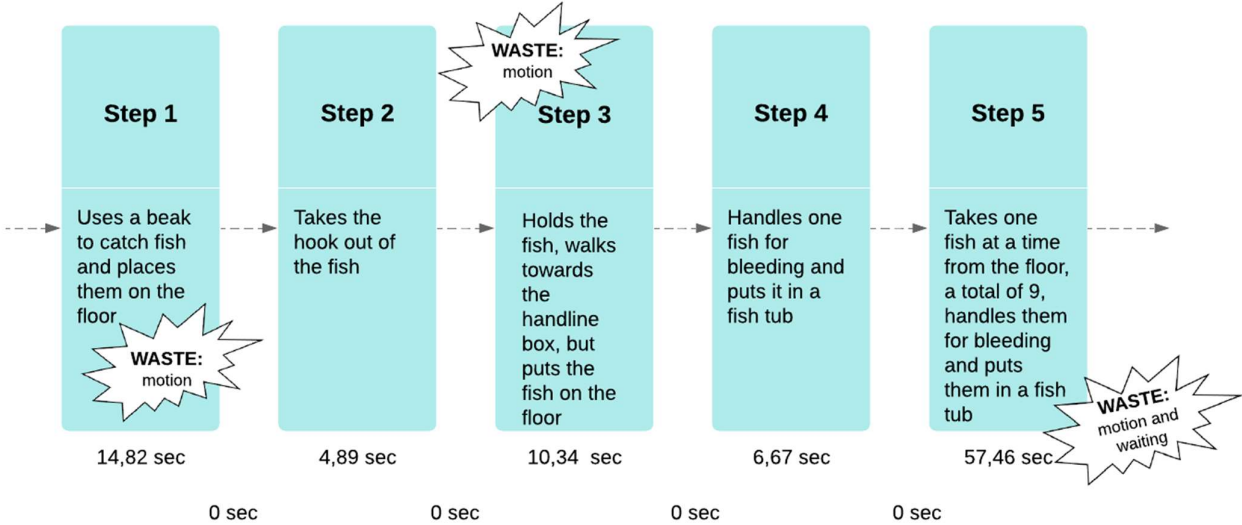 Step 1
Uses a beak
to catch fish
and places
them on the
floor
WASTE:
motion
14,82 sec
0 sec
Step 2
Takes the
hook out of
the fish
4,89 sec
0 sec
WASTE:
motion
Step 3
Holds the
fish, walks
towards
the
handline
box, but
puts the
fish on the
floor
10,34 sec
0 sec
Step 4
Handles one
fish for
bleeding and
puts it in a
fish tub
6,67 sec
0 sec
Step 5
Takes one
fish at a time
from the floor,
a total of 9,
handles them
for bleeding
and puts
them in a fish
tub
WASTE:
motion and
waiting
57,46 sec